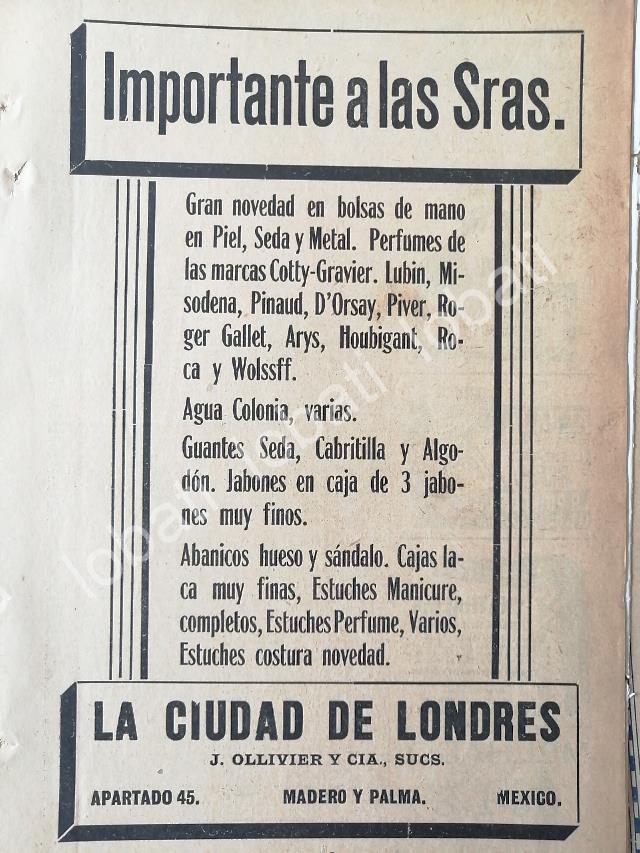 Importante a las Sras.
Gran novedad en bolsas de mano
en Piel, Seda y Metal. Perfumes de
las marcas Cotty-Gravier. Lubin, Mi-
sodena, Pinaud, D'Orsay, Piver, Ro-
ger Gallet, Arys, Houbigant, Ro-
ca y Wolssff.
Agua Colonia, varias.
Guantes Seda, Cabritilla y Algo-
dón. Jabones en caja de 3 jabo-
nes muy finos.
Abanicos hueso y sándalo. Cajas la-
ca muy finas, Estuches Manicure,
completos, Estuches Perfume, Varios,
Estuches costura novedad.
LA CIUDAD DE LONDRES
J. OLLIVIER Y CIA., SUCS.
APARTADO 45. MADERO Y PALMA. MEXICO.
lobati lobati lobati